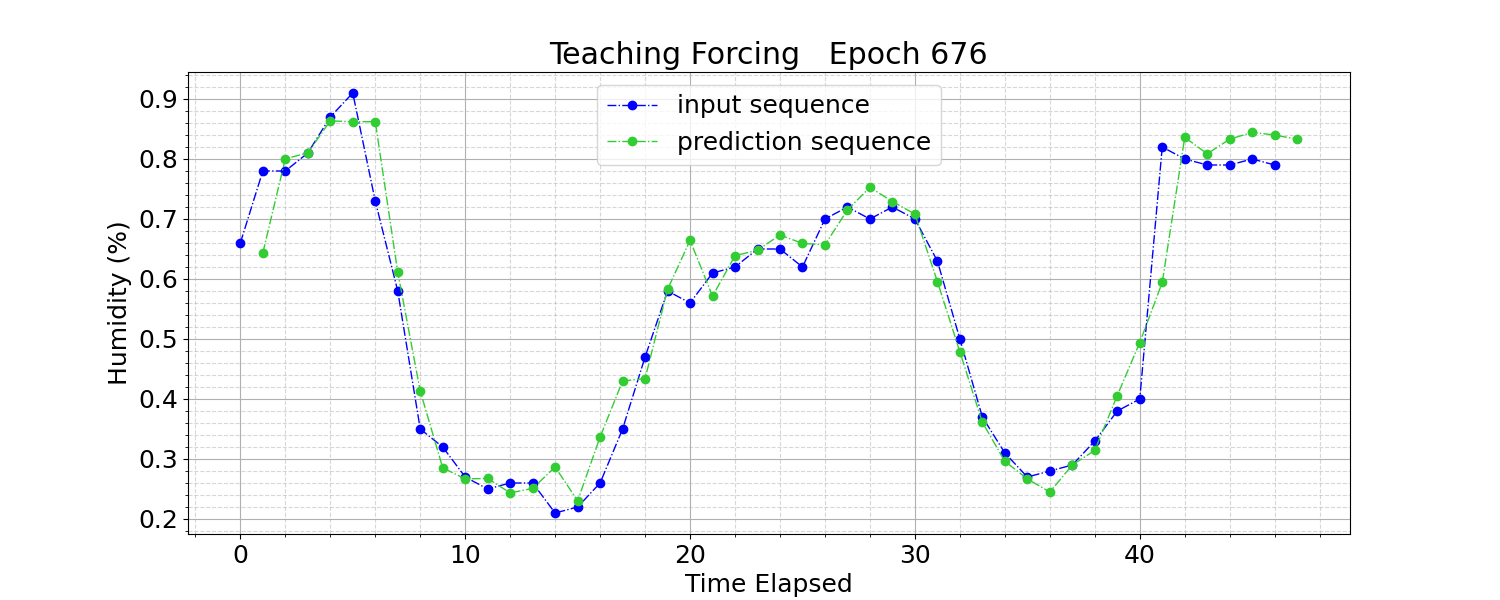 Teaching Forcing   Epoch 676
input sequence
prediction sequence
Humidity (%)
0.9
0.8
0.7
0.6
0.5
0.4
0.3
0.2
0 10 20 30 40
Time Elapsed